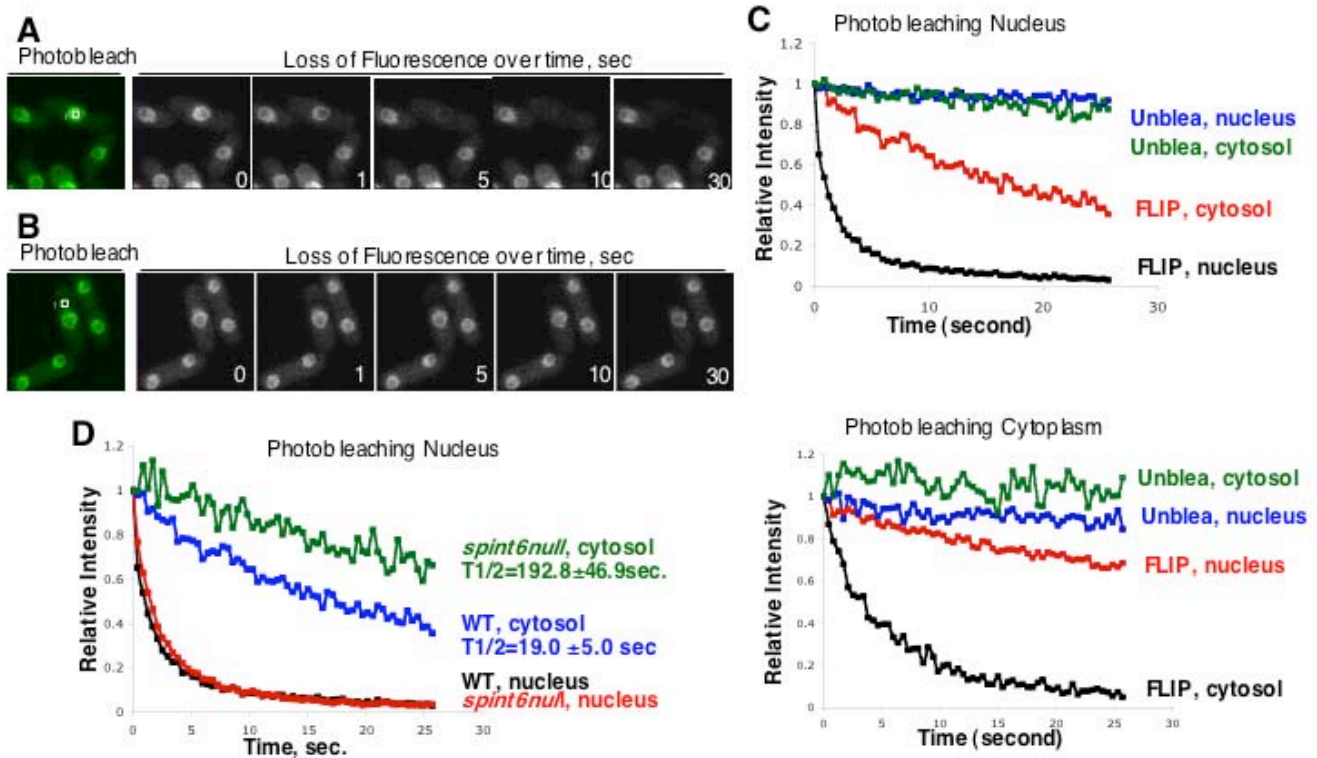 A
Photobleach
Loss of Fluorescence over time, sec
0
1
5
10
30
B
Photobleach
Loss of Fluorescence over time, sec
0
1
5
10
30
C
Photobleaching Nucleus
Relative Intensity
1.2
1
0.8
0.6
0.4
0.2
0
0 10 20 30
Time (second)
Unblea, nucleus
Unblea, cytosol
FLIP, cytosol
FLIP, nucleus
D
Photobleaching Nucleus
Relative Intensity
1.2
1
0.8
0.6
0.4
0.2
0
0 5 10 15 20 25 30
Time, sec.
spint6null, cytosol
T1/2=192.8±46.9sec.
WT, cytosol
T1/2=19.0 ±5.0 sec
WT, nucleus
spint6null, nucleus
Photobleaching Cytoplasm
Relative Intensity
1.2
1
0.8
0.6
0.4
0.2
0
0 5 10 15 20 25 30
Time (second)
Unblea, cytosol
Unblea, nucleus
FLIP, nucleus
FLIP, cytosol